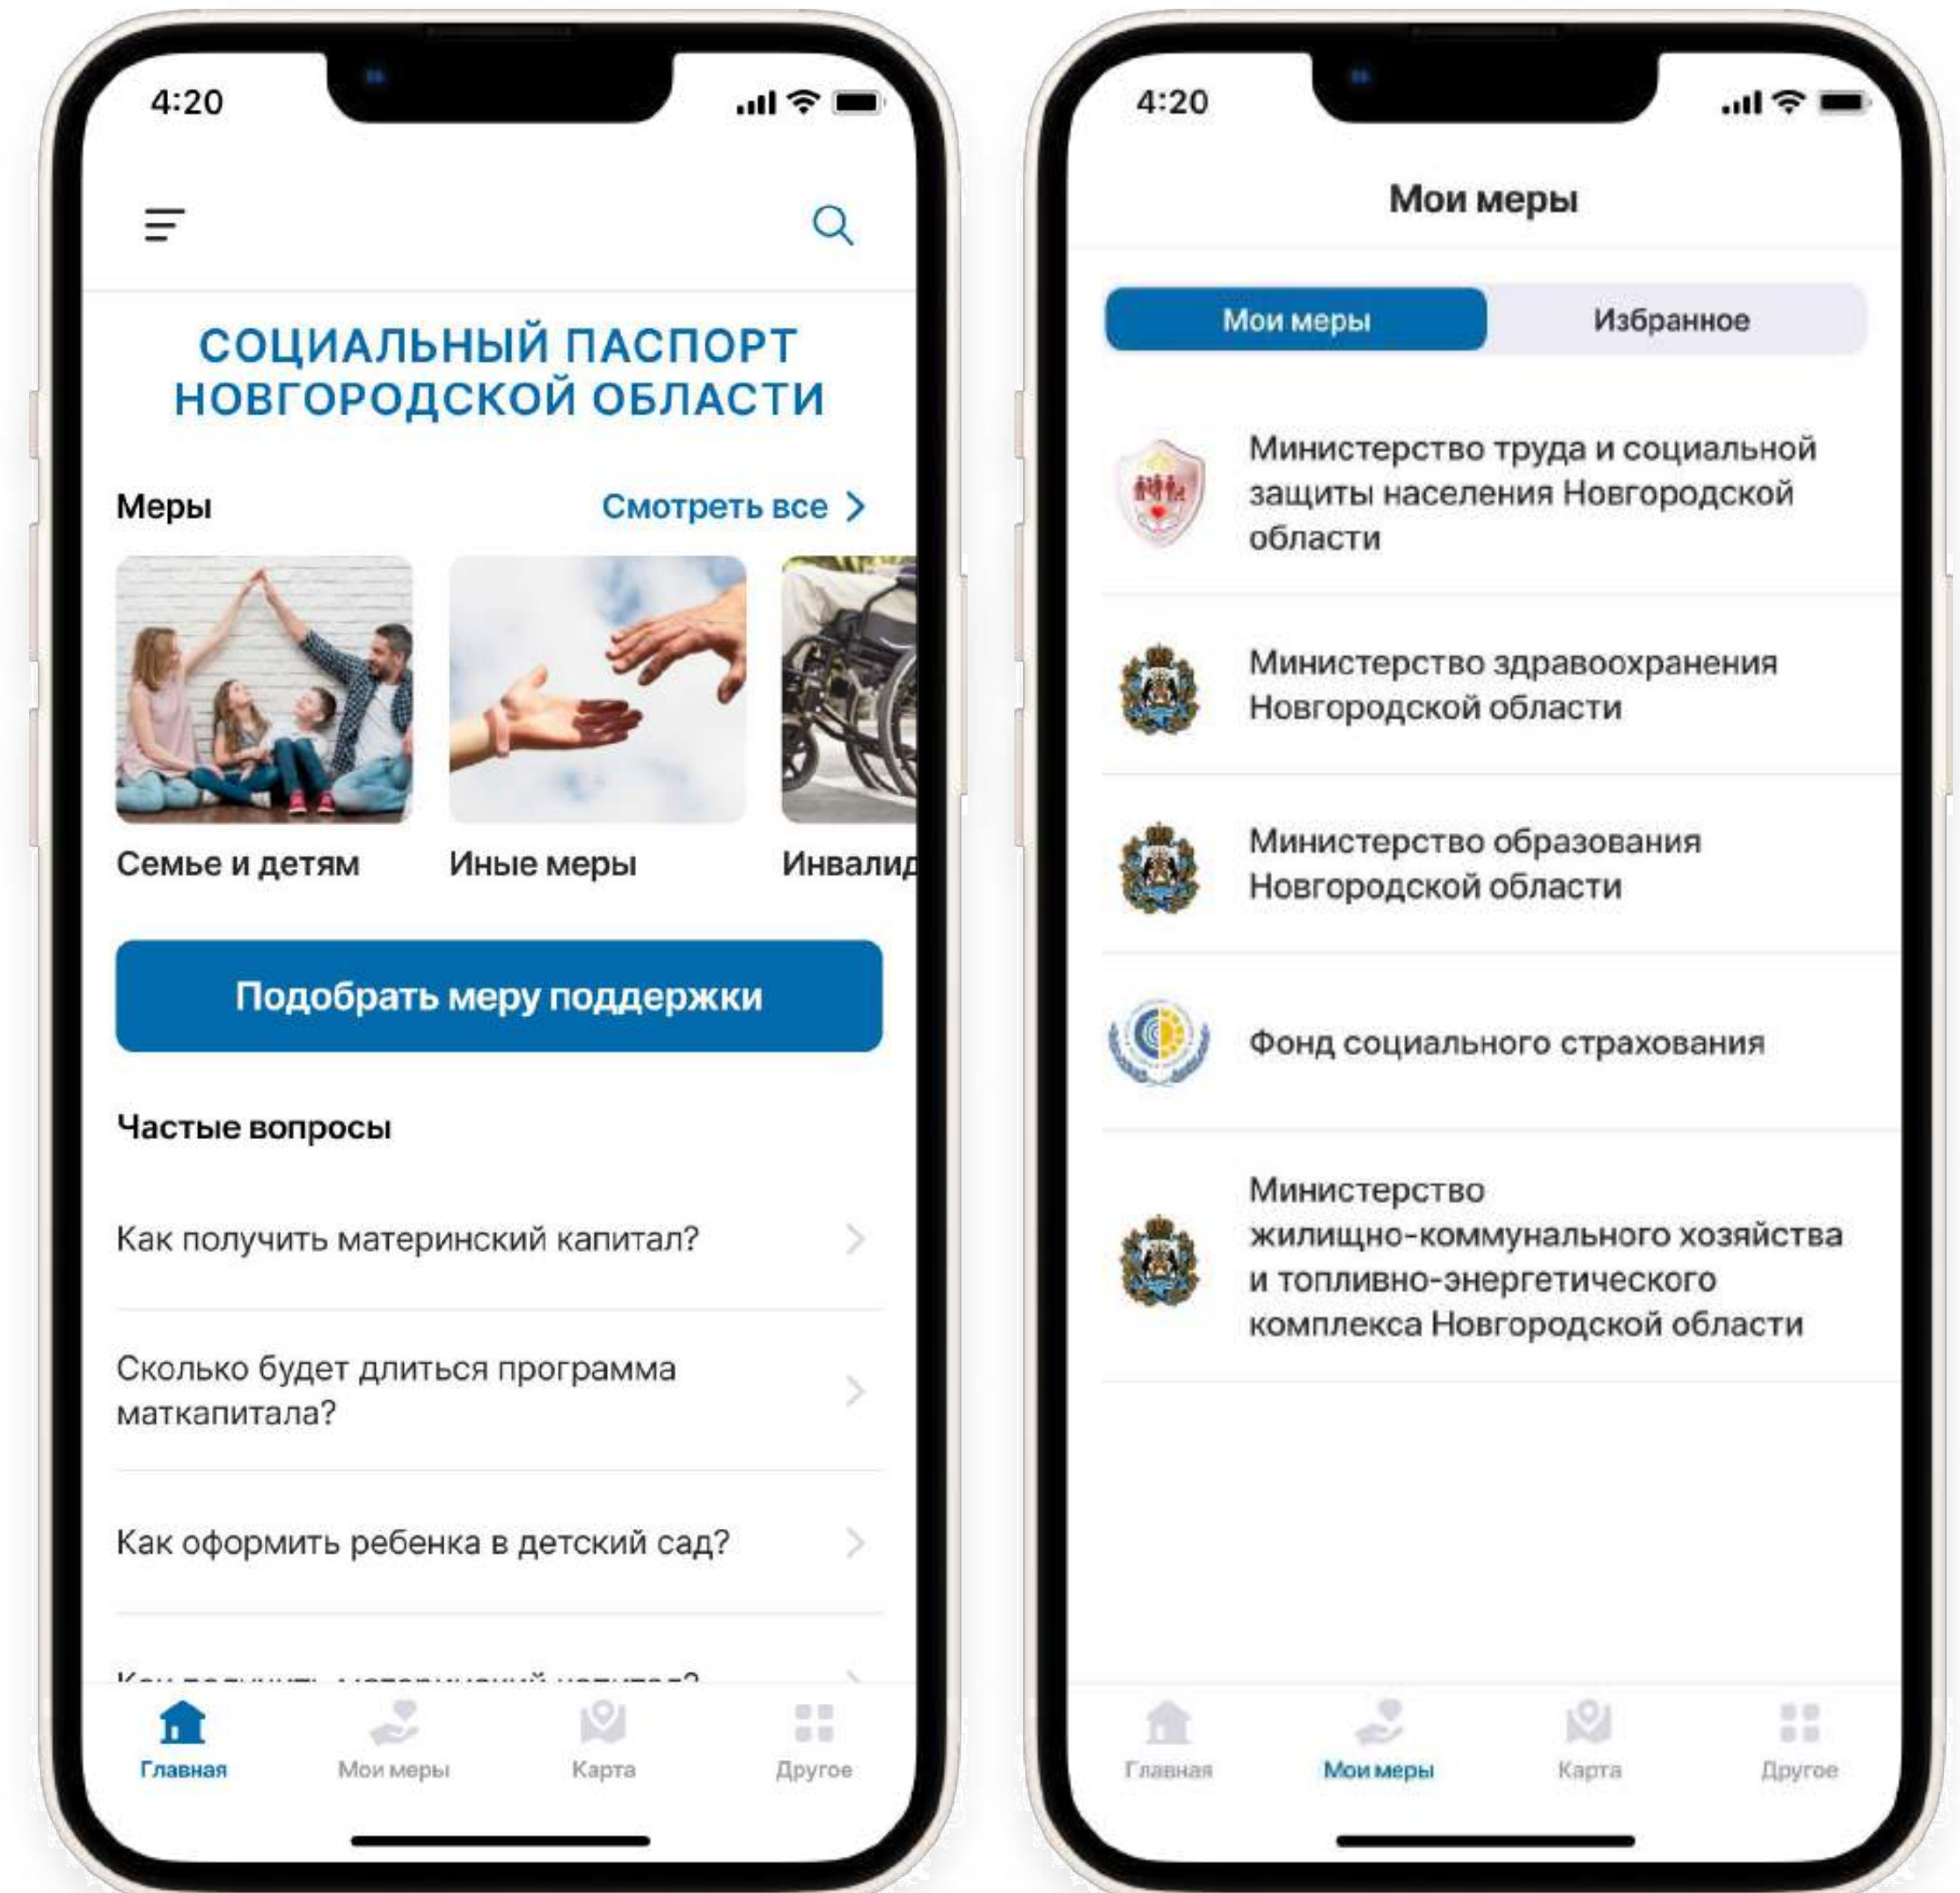 4:20
СОЦИАЛЬНЫЙ ПАСПОРТ
НОВГОРОДСКОЙ ОБЛАСТИ
Меры
Смотреть все
Семье и детям
Иные меры
Инвалид
Подобрать меру поддержки
Частые вопросы
Как получить материнский капитал?
Сколько будет длиться программа
маткапитала?
Как оформить ребенка в детский сад?
Как получить материнский капитал?
Главная
Мои меры
Карта
Другое
4:20
Мои меры
Мои меры
Избранное
Министерство труда и социальной
защиты населения Новгородской
области
Министерство здравоохранения
Новгородской области
Министерство образования
Новгородской области
Фонд социального страхования
Министерство
жилищно-коммунального хозяйства
и топливно-энергетического
комплекса Новгородской области
Главная
Мои меры
Карта
Другое